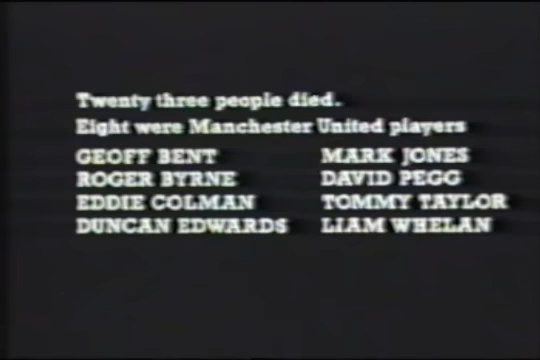 Twenty three people died.
Eight were Manchester United players
GEOFF BENT MARK JONES
ROGER BYRNE DAVID PEGG
EDDIE COLMAN TOMMY TAYLOR
DUNCAN EDWARDS LIAM WHELAN